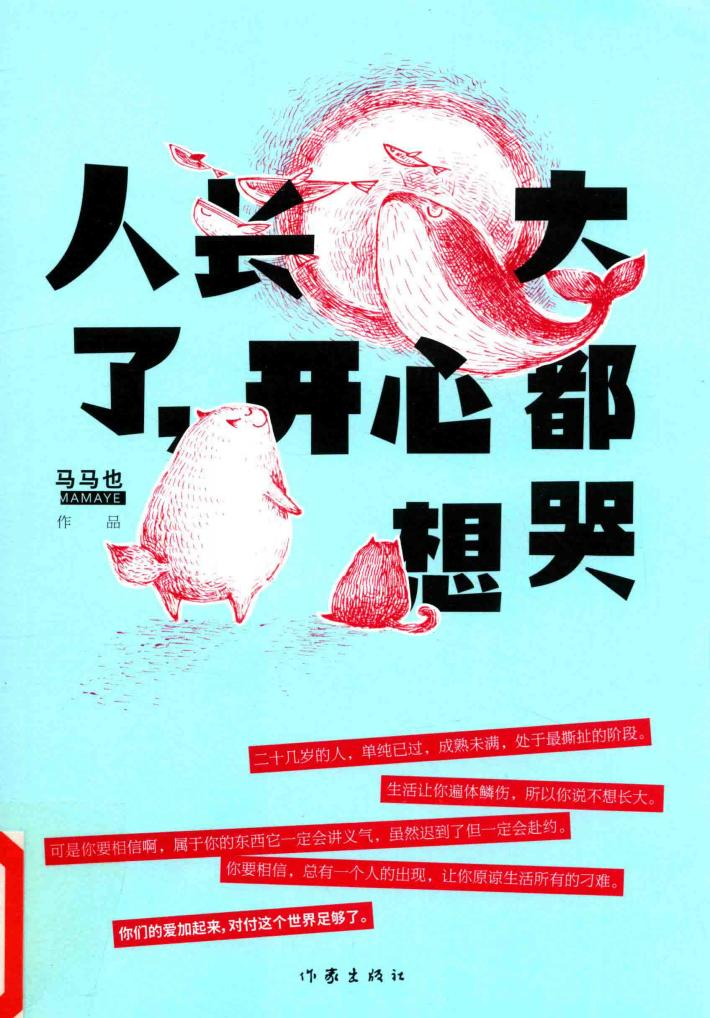 人长大
了,开心都
想哭
马马也
MAMAYE
作品
二十几岁的人，单纯已过，成熟未满，处于最撕扯的阶段。
生活让你遍体鳞伤，所以你说不想长大。
可是你要相信啊，属于你的东西它一定会讲义气，虽然迟到了但一定会赴约。
你要相信，总有一个人的出现，让你原谅生活所有的刁难。
你们的爱加起来，对付这个世界足够了。
作家出版社